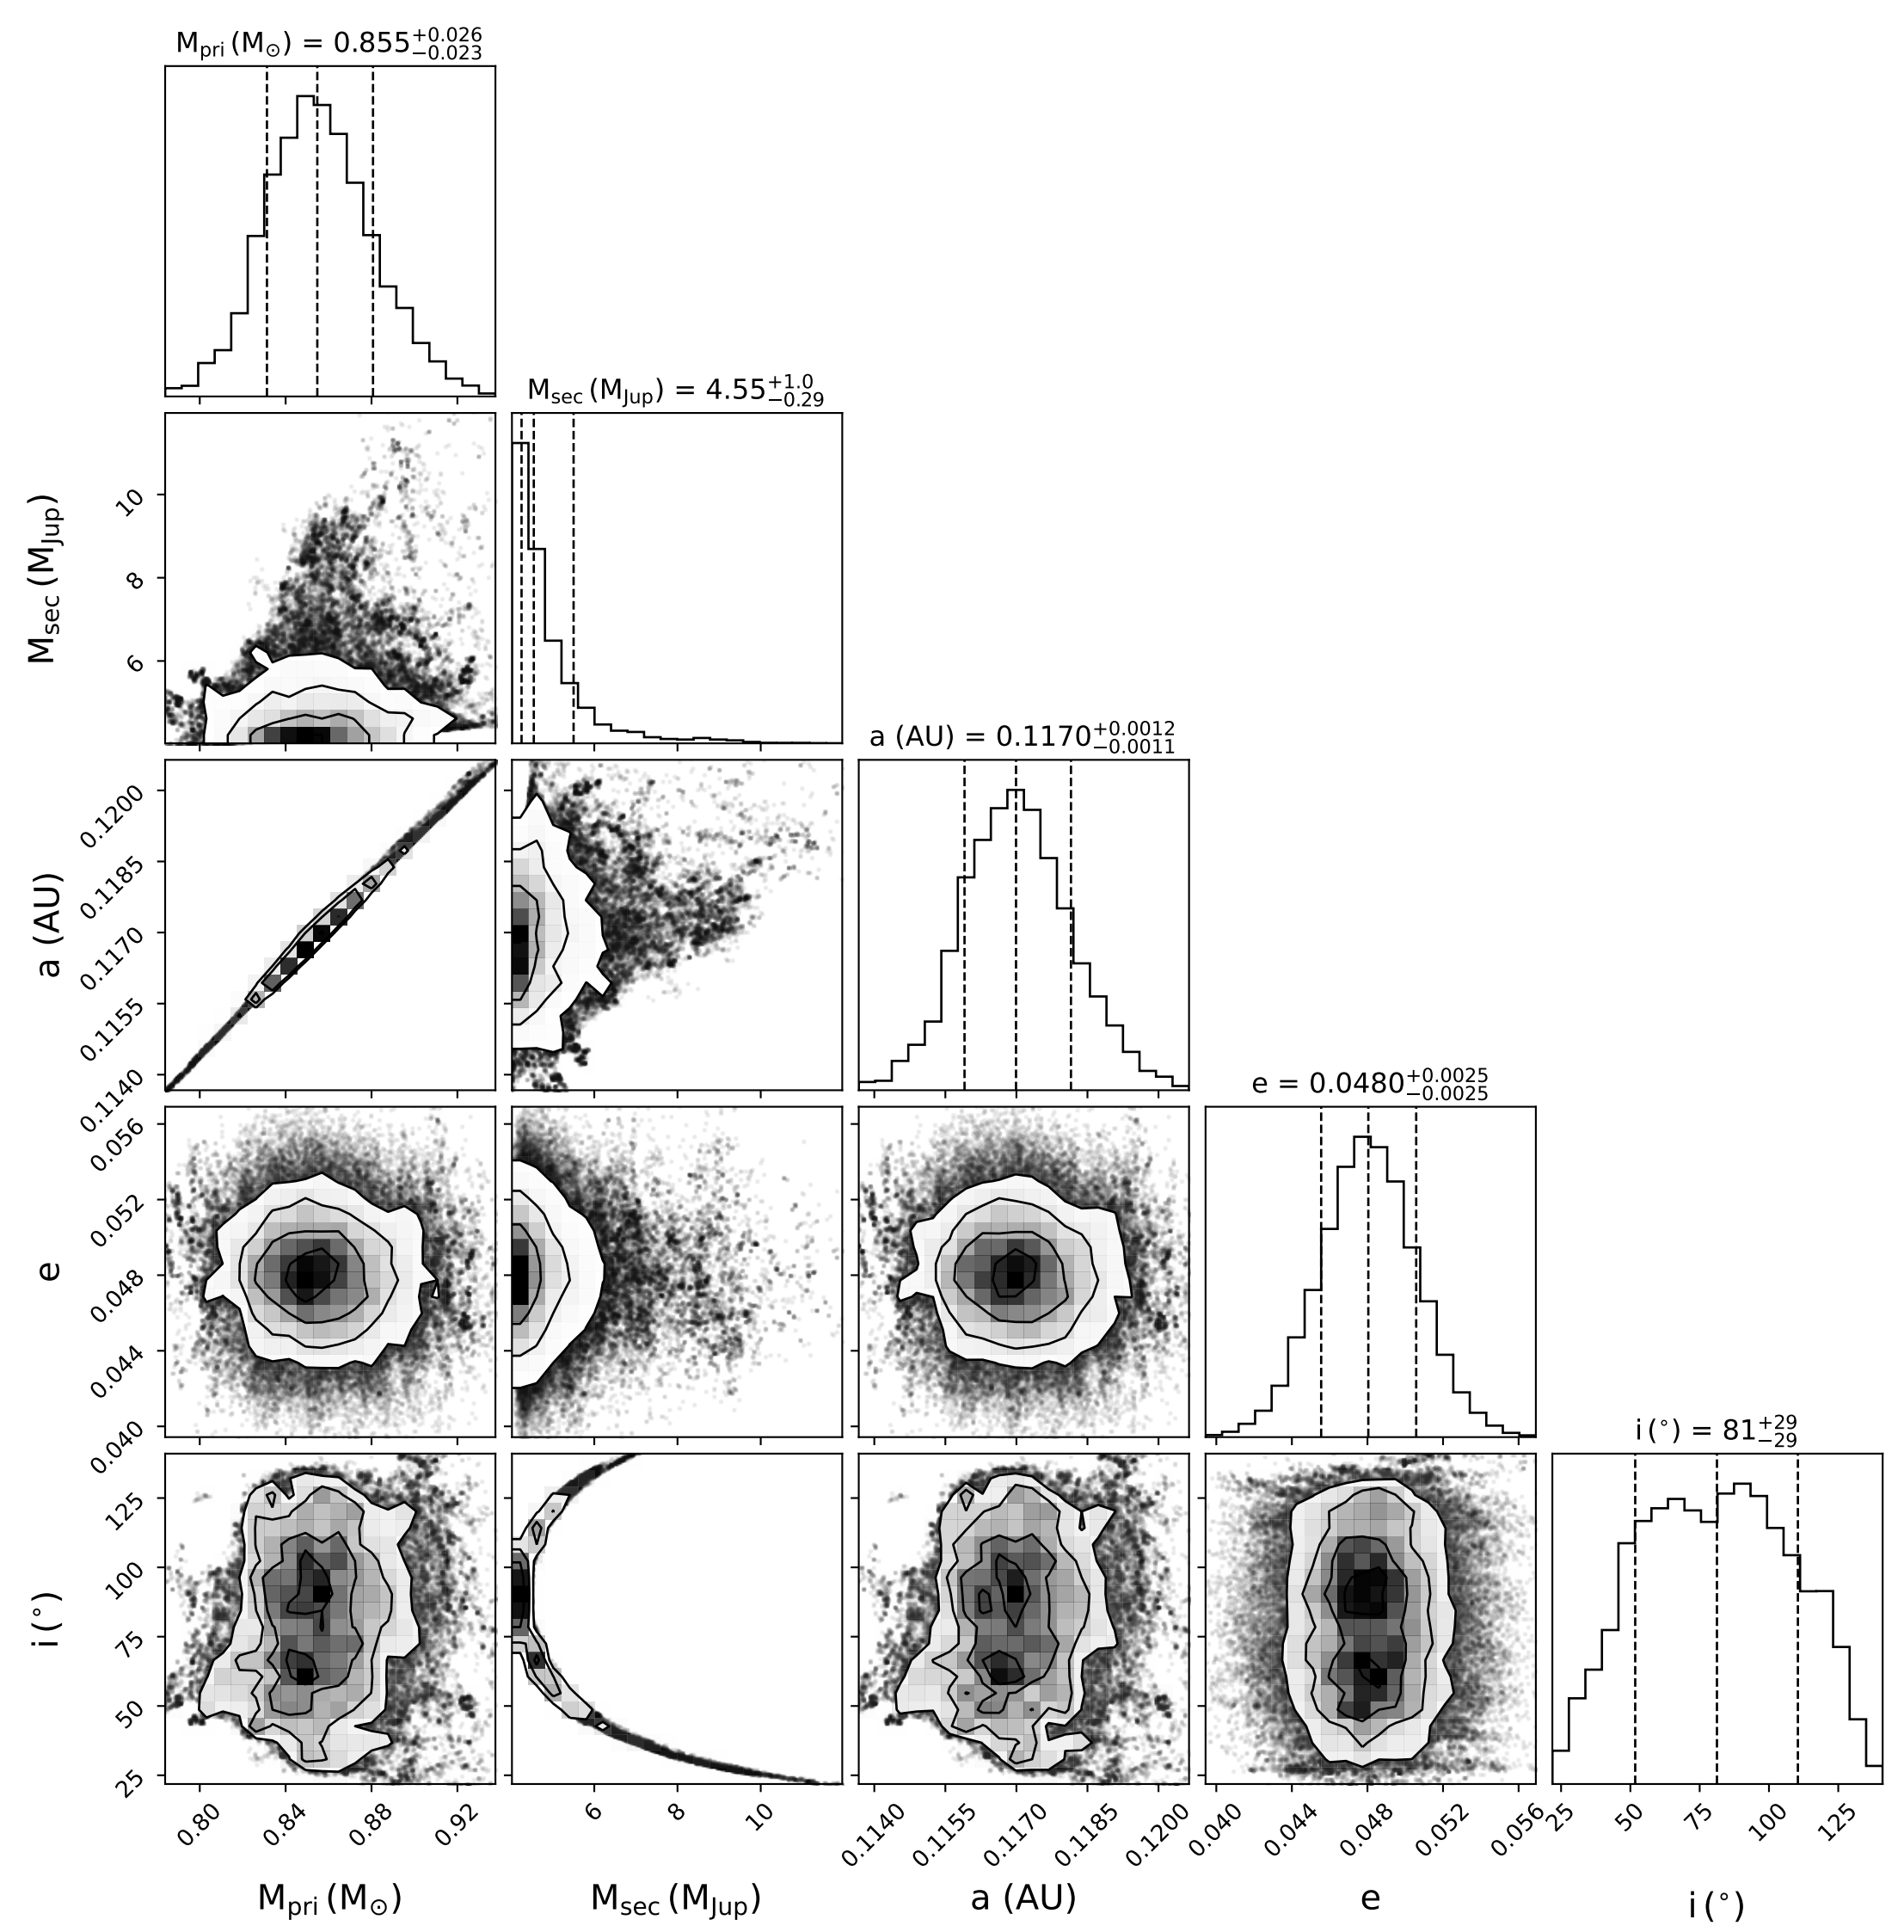 M_pri (M_⊙) = 0.855 +0.026 −0.023
M_sec (M_Jup) = 4.55 +1.0 −0.29
10
8
6
M_sec (M_Jup)
a (AU) = 0.1170 +0.0012 −0.0011
0.1200
0.1185
0.1170
0.1155
0.1140
a (AU)
e = 0.0480 +0.0025 −0.0025
0.056
0.052
0.048
0.044
0.040
e
i (°) = 81 +29 −29
125
100
75
50
25
i (°)
0.80 0.84 0.88 0.92
6 8 10
0.1140 0.1155 0.1170 0.1185 0.1200
0.040 0.044 0.048 0.052 0.056
25 50 75 100 125
M_pri (M_⊙)
M_sec (M_Jup)
a (AU)
e
i (°)